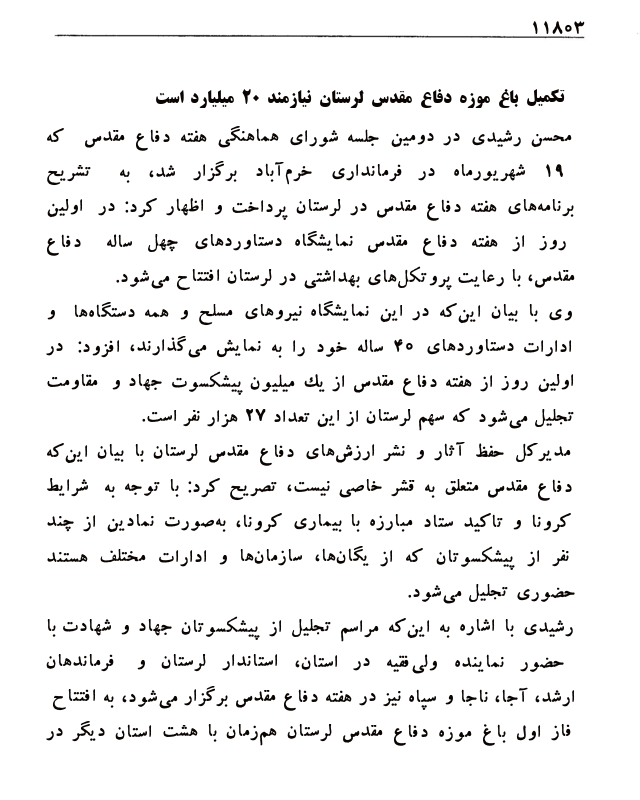 ۱۱۸۰۳
تکمیل باغ موزه دفاع مقدس لرستان نیازمند ۲۰ میلیارد است
محسن رشیدی در دومین جلسه شورای هماهنگی هفته دفاع مقدس که
۱۹ شهریورماه در فرمانداری خرم‌آباد برگزار شد، به تشریح
برنامه‌های هفته دفاع مقدس در لرستان پرداخت و اظهار کرد: در اولین
روز از هفته دفاع مقدس نمایشگاه دستاوردهای چهل ساله دفاع
مقدس، با رعایت پروتکل‌های بهداشتی در لرستان افتتاح می‌شود.
وی با بیان این‌که در این نمایشگاه نیروهای مسلح و همه دستگاه‌ها و
ادارات دستاوردهای ۴۰ ساله خود را به نمایش می‌گذارند، افزود: در
اولین روز از هفته دفاع مقدس از یك میلیون پیشکسوت جهاد و مقاومت
تجلیل می‌شود که سهم لرستان از این تعداد ۲۷ هزار نفر است.
مدیرکل حفظ آثار و نشر ارزش‌های دفاع مقدس لرستان با بیان این‌که
دفاع مقدس متعلق به قشر خاصی نیست، تصریح کرد: با توجه به شرایط
کرونا و تاکید ستاد مبارزه با بیماری کرونا، به‌صورت نمادین از چند
نفر از پیشکسوتان که از یگان‌ها، سازمان‌ها و ادارات مختلف هستند
حضوری تجلیل می‌شود.
رشیدی با اشاره به این‌که مراسم تجلیل از پیشکسوتان جهاد و شهادت با
حضور نماینده ولی‌فقیه در استان، استاندار لرستان و فرماندهان
ارشد، آجا، ناجا و سپاه نیز در هفته دفاع مقدس برگزار می‌شود، به افتتاح
فاز اول باغ موزه دفاع مقدس لرستان هم‌زمان با هشت استان دیگر در